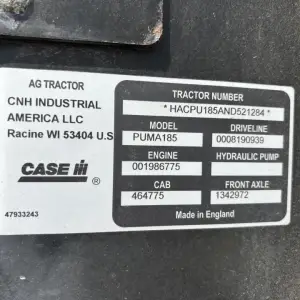 AG TRACTOR
CNH INDUSTRIAL
AMERICA LLC
Racine WI 53404 U.S
CASE IH ®
47933243
TRACTOR NUMBER
* HACPU185AND521284 *
MODEL DRIVELINE
PUMA185 0008190939
ENGINE HYDRAULIC PUMP
001986775
CAB FRONT AXLE
464775 1342972
Made in England